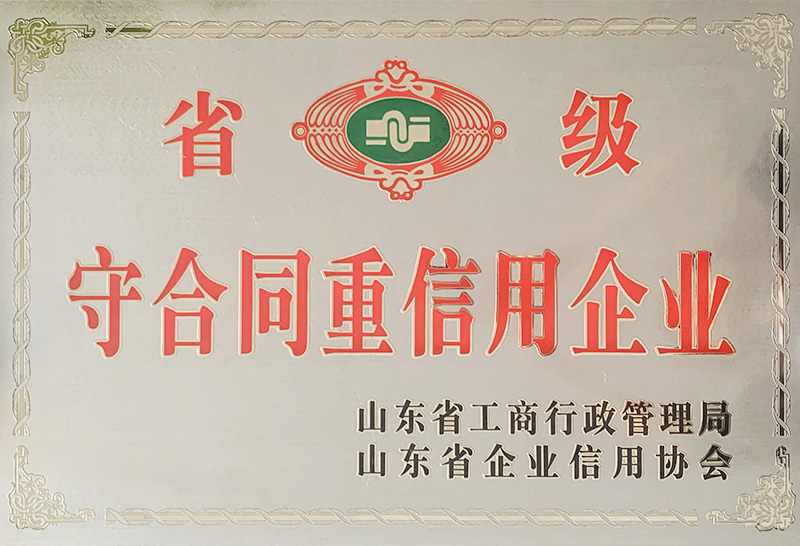 省 级
守合同重信用企业
山东省工商行政管理局
山东省企业信用协会